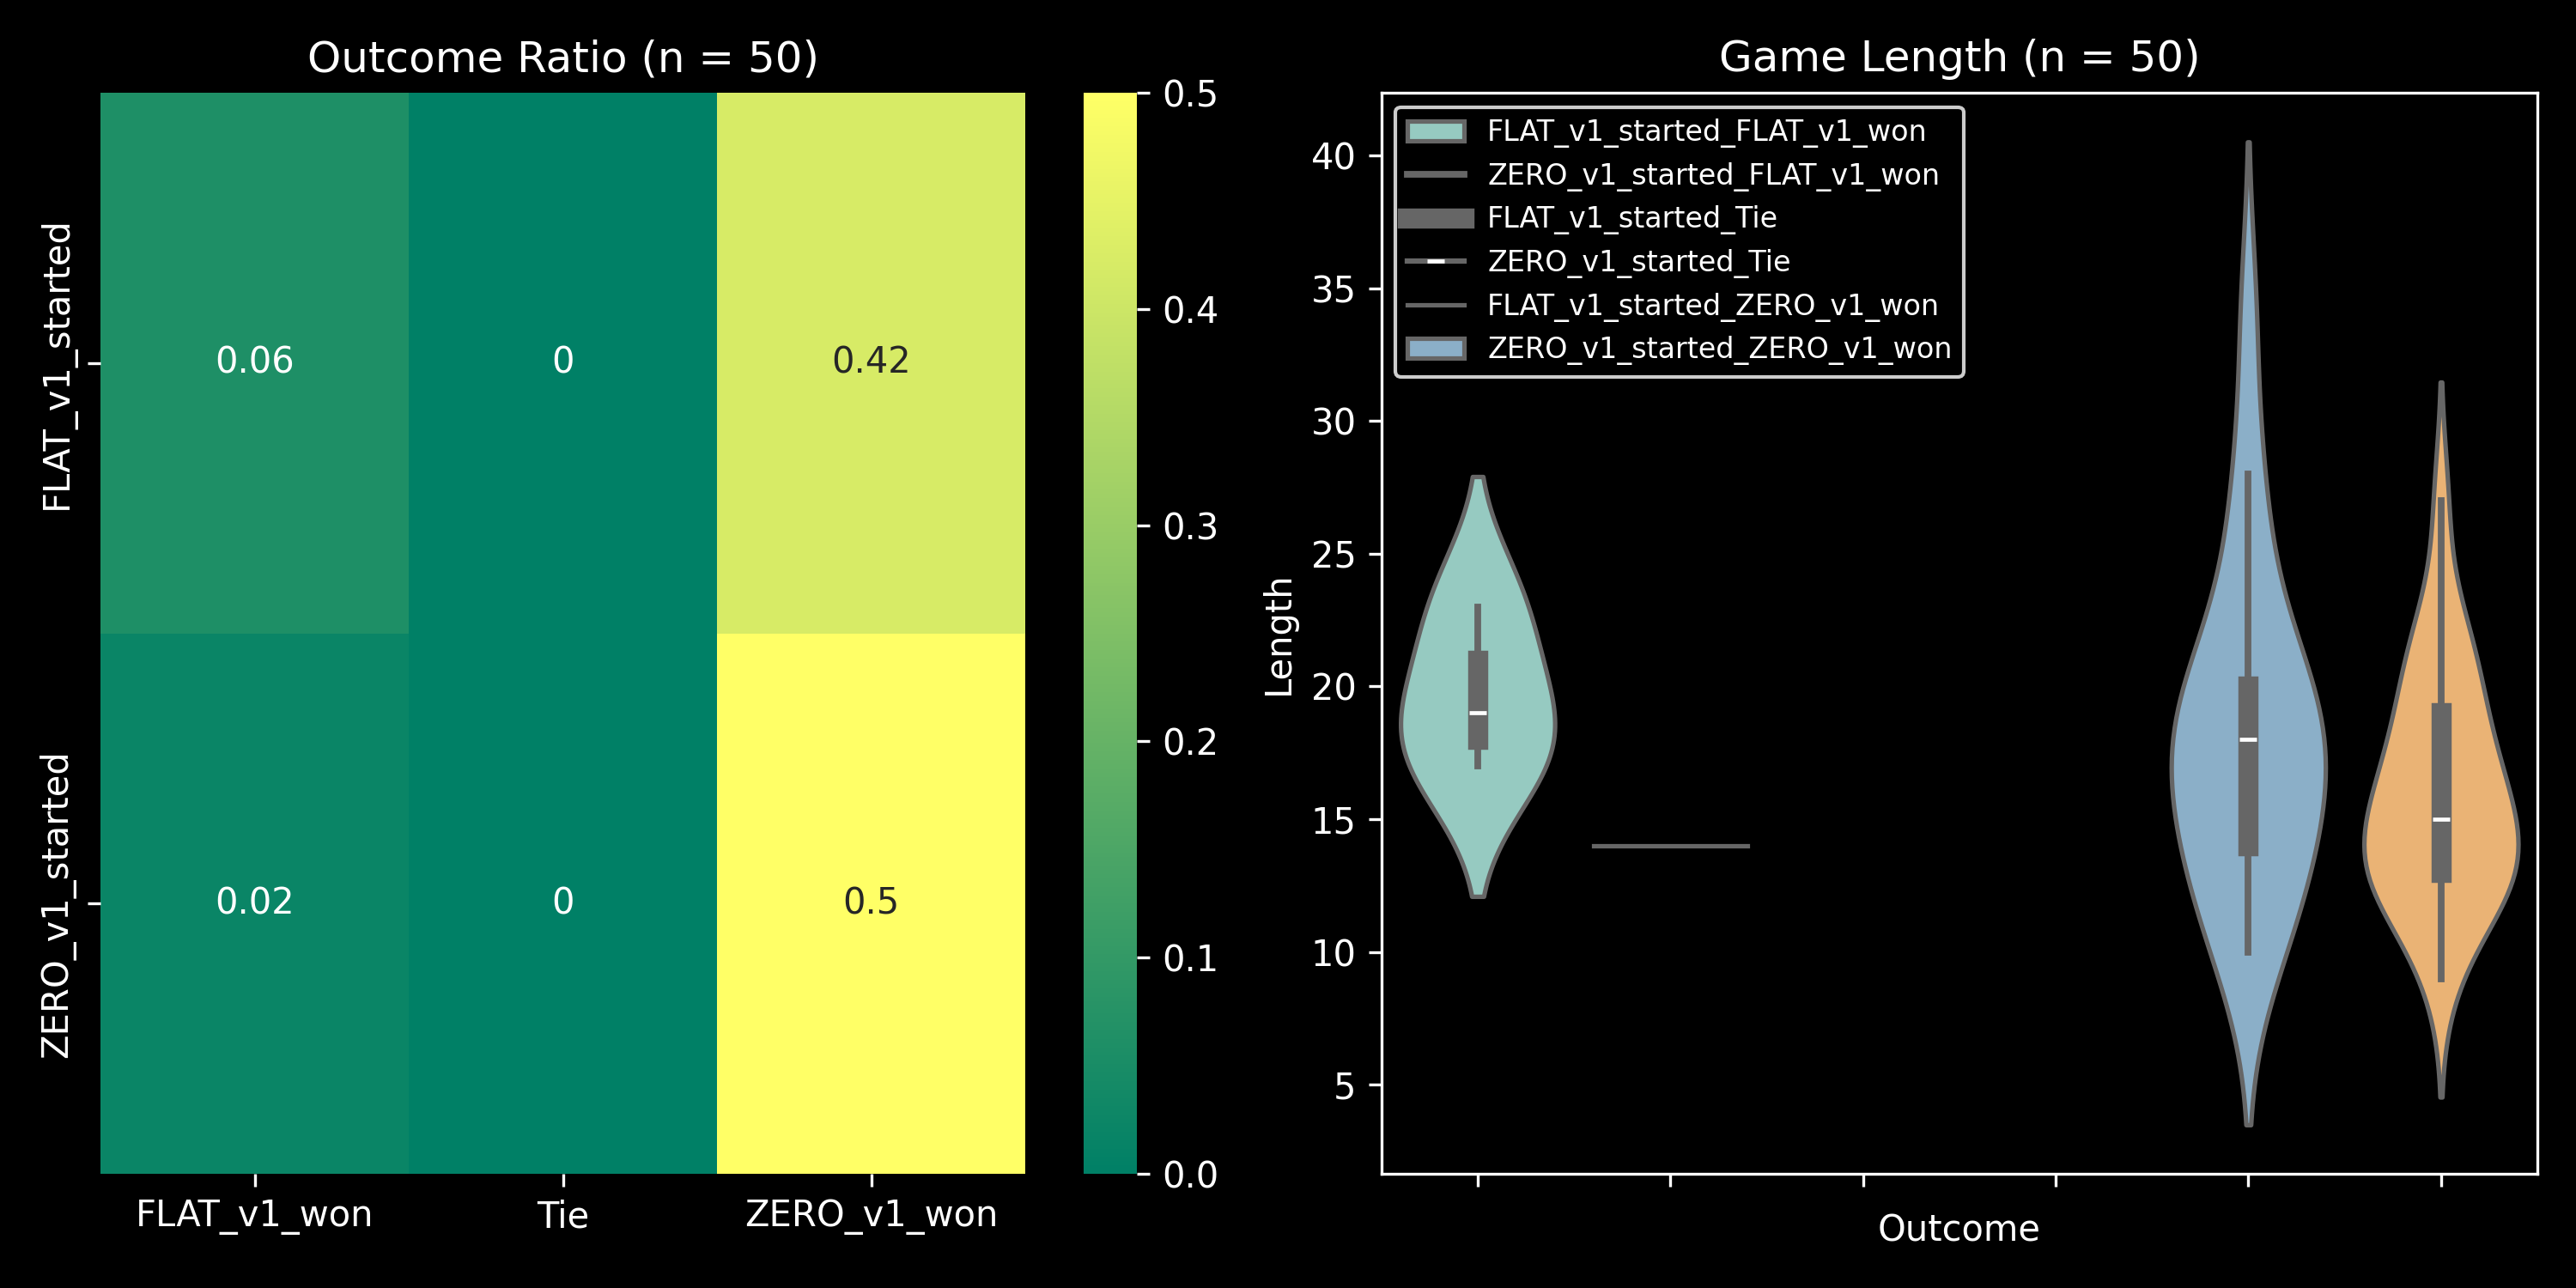 Outcome Ratio (n = 50)
FLAT_v1_started
ZERO_v1_started
0.06
0
0.42
0.02
0
0.5
FLAT_v1_won
Tie
ZERO_v1_won
0.5
0.4
0.3
0.2
0.1
0.0
Game Length (n = 50)
Length
40
35
30
25
20
15
10
5
FLAT_v1_started_FLAT_v1_won
ZERO_v1_started_FLAT_v1_won
FLAT_v1_started_Tie
ZERO_v1_started_Tie
FLAT_v1_started_ZERO_v1_won
ZERO_v1_started_ZERO_v1_won
Outcome